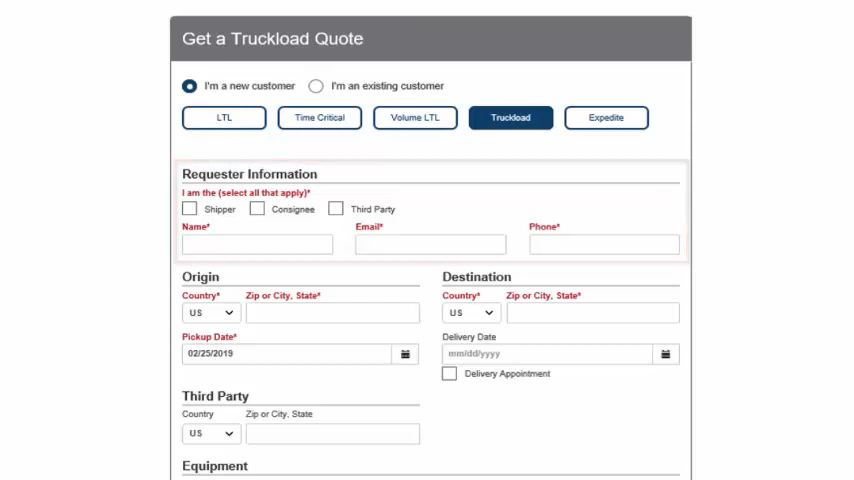 Get a Truckload Quote
I'm a new customer I'm an existing customer
LTL Time Critical Volume LTL Truckload Expedite
Requester Information
I am the (select all that apply)*
Shipper Consignee Third Party
Name* Email* Phone*
Origin Destination
Country* Zip or City, State* Country* Zip or City, State*
US US
Pickup Date* Delivery Date
02/25/2019 mm/dd/yyyy
Delivery Appointment
Third Party
Country Zip or City, State
US
Equipment